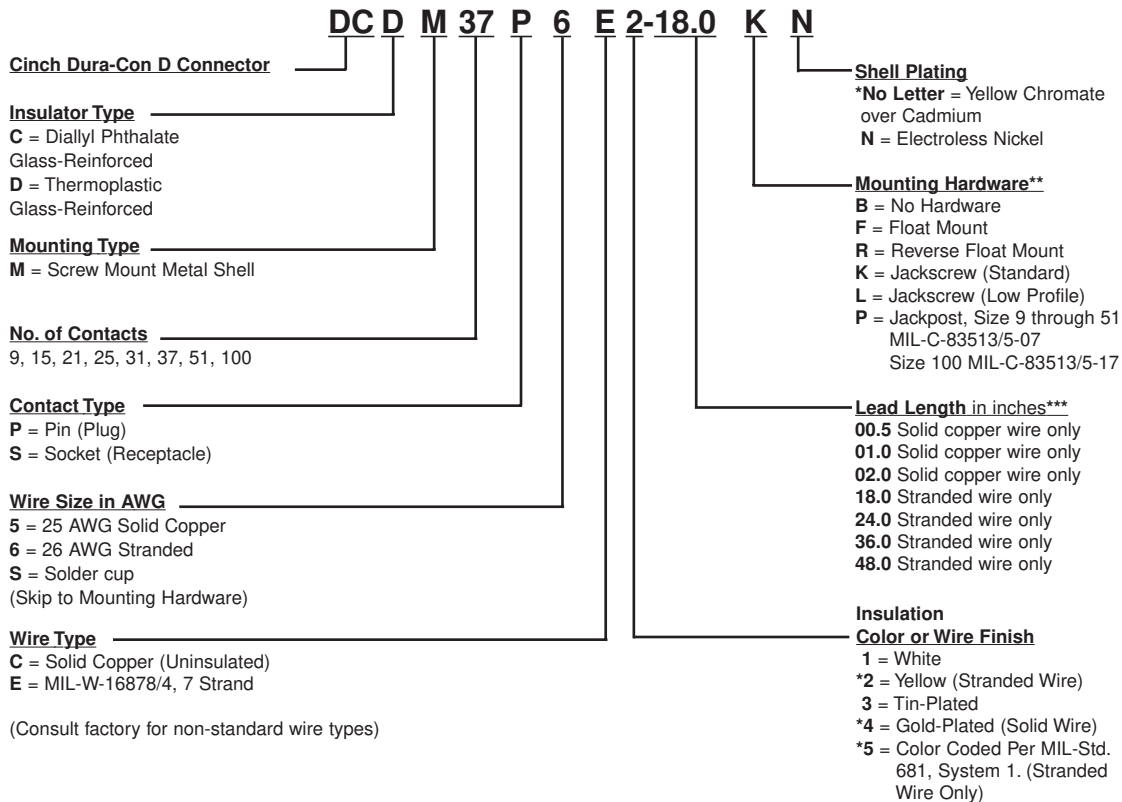 DC D M 37 P 6 E 2-18.0 K N
Cinch Dura-Con D Connector
Insulator Type
C = Diallyl Phthalate
Glass-Reinforced
D = Thermoplastic
Glass-Reinforced
Mounting Type
M = Screw Mount Metal Shell
No. of Contacts
9, 15, 21, 25, 31, 37, 51, 100
Contact Type
P = Pin (Plug)
S = Socket (Receptacle)
Wire Size in AWG
5 = 25 AWG Solid Copper
6 = 26 AWG Stranded
S = Solder cup
(Skip to Mounting Hardware)
Wire Type
C = Solid Copper (Uninsulated)
E = MIL-W-16878/4, 7 Strand
(Consult factory for non-standard wire types)
Shell Plating
*No Letter = Yellow Chromate
over Cadmium
N = Electroless Nickel
Mounting Hardware**
B = No Hardware
F = Float Mount
R = Reverse Float Mount
K = Jackscrew (Standard)
L = Jackscrew (Low Profile)
P = Jackpost, Size 9 through 51
MIL-C-83513/5-07
Size 100 MIL-C-83513/5-17
Lead Length in inches***
00.5 Solid copper wire only
01.0 Solid copper wire only
02.0 Solid copper wire only
18.0 Stranded wire only
24.0 Stranded wire only
36.0 Stranded wire only
48.0 Stranded wire only
Insulation
Color or Wire Finish
1 = White
*2 = Yellow (Stranded Wire)
3 = Tin-Plated
*4 = Gold-Plated (Solid Wire)
*5 = Color Coded Per MIL-Std.
681, System 1. (Stranded
Wire Only)